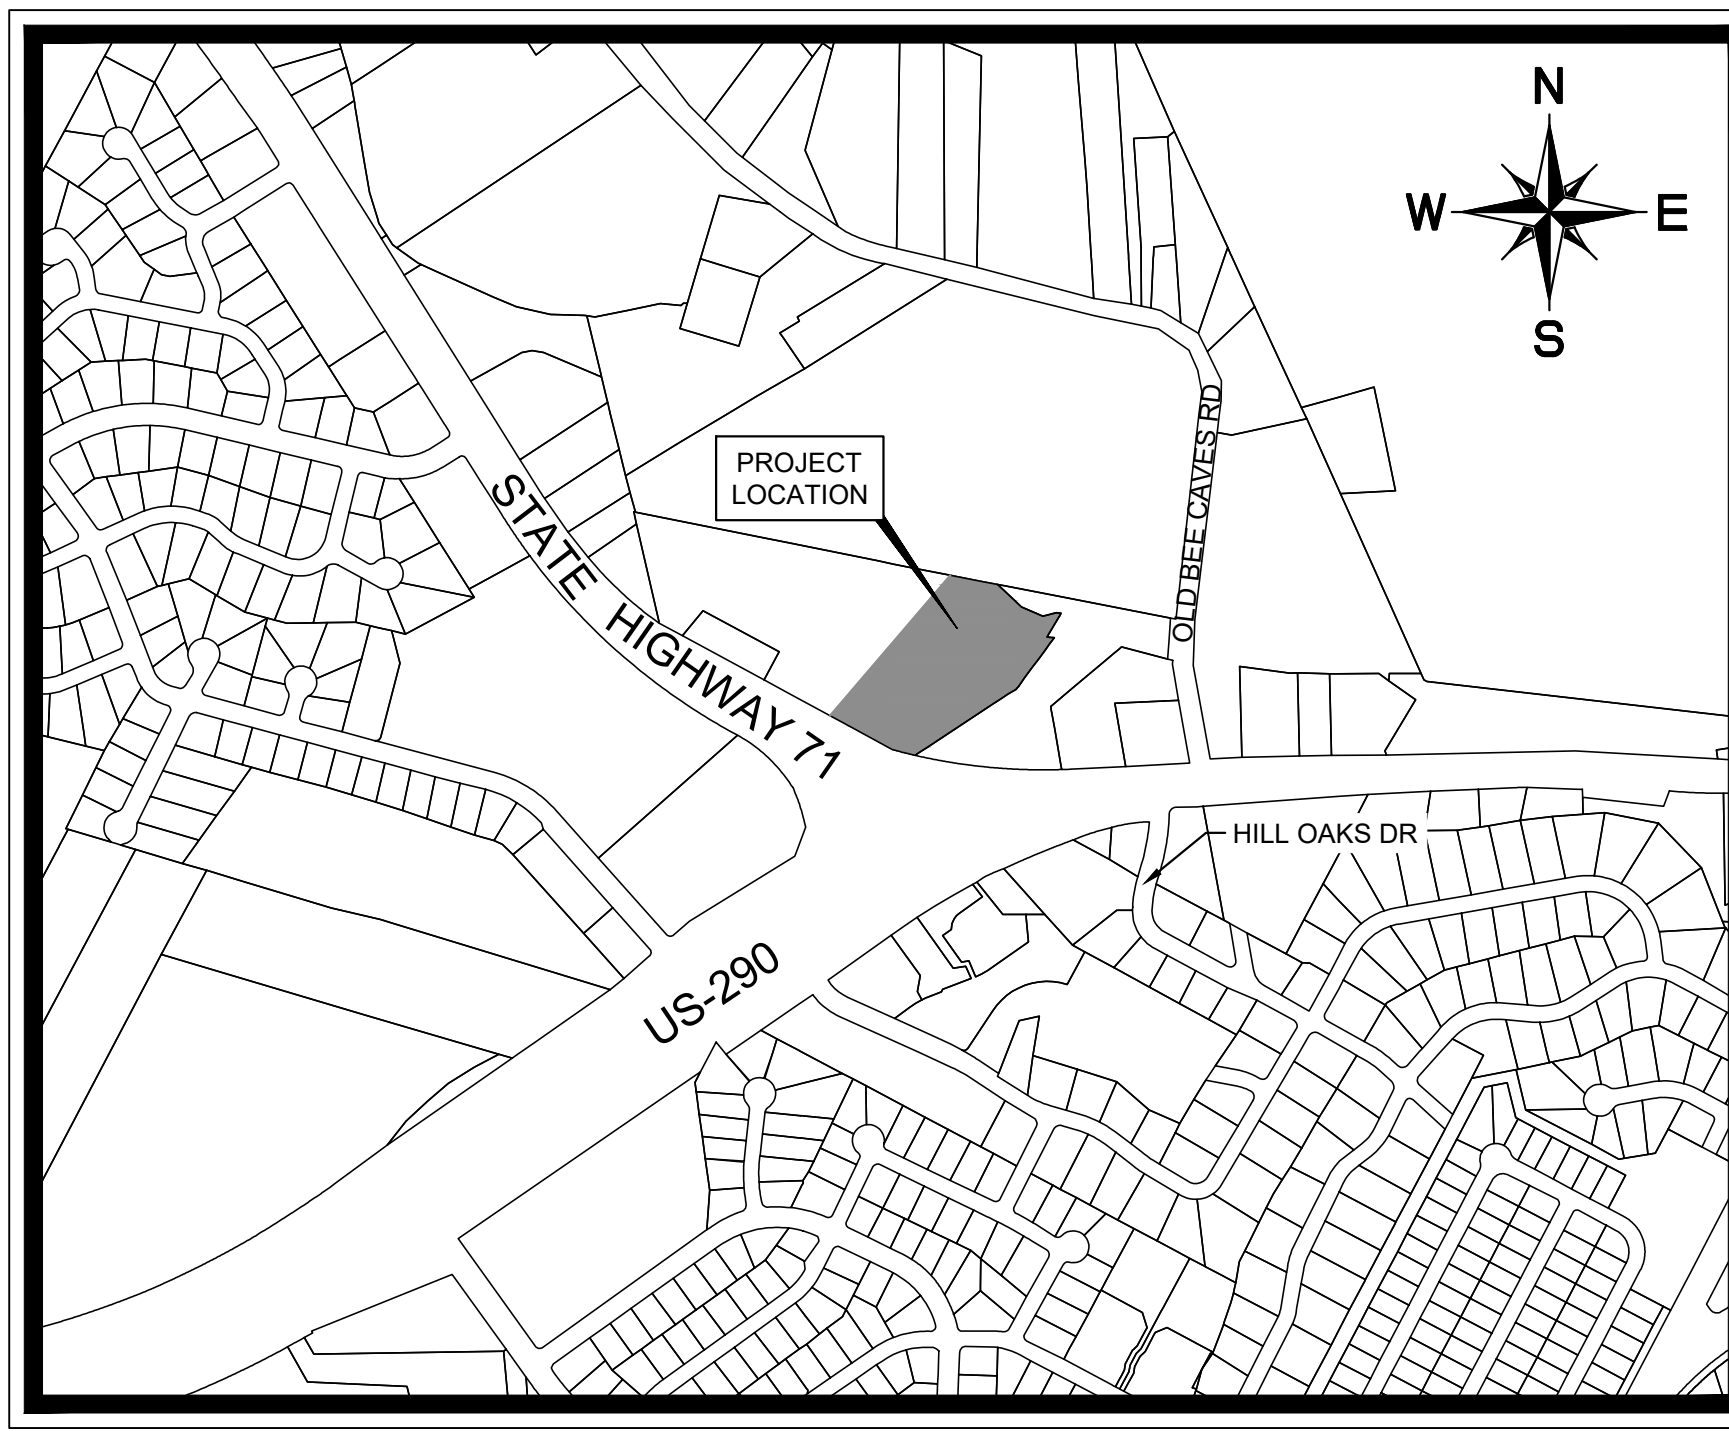 N
W E
S
OLD BEE CAVES RD
PROJECT
LOCATION
STATE HIGHWAY 71
HILL OAKS DR
US-290